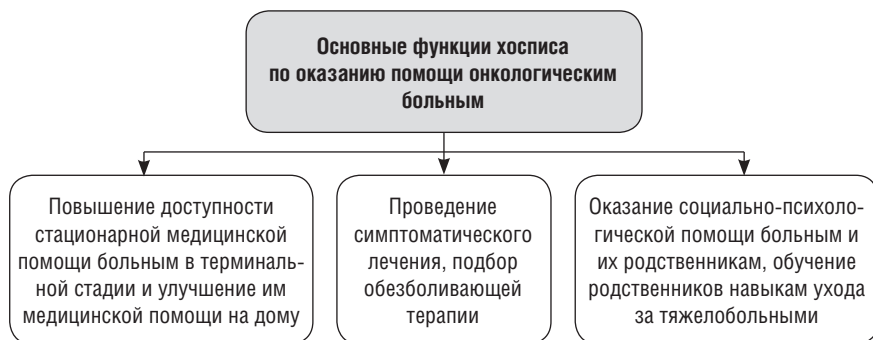 Основные функции хосписа
по оказанию помощи онкологическим
больным
Повышение доступности
стационарной медицинской
помощи больным в терминаль-
ной стадии и улучшение им
медицинской помощи на дому
Проведение
симптоматического
лечения, подбор
обезболивающей
терапии
Оказание социально-психоло-
гической помощи больным и
их родственникам, обучение
родственников навыкам ухода
за тяжелобольными